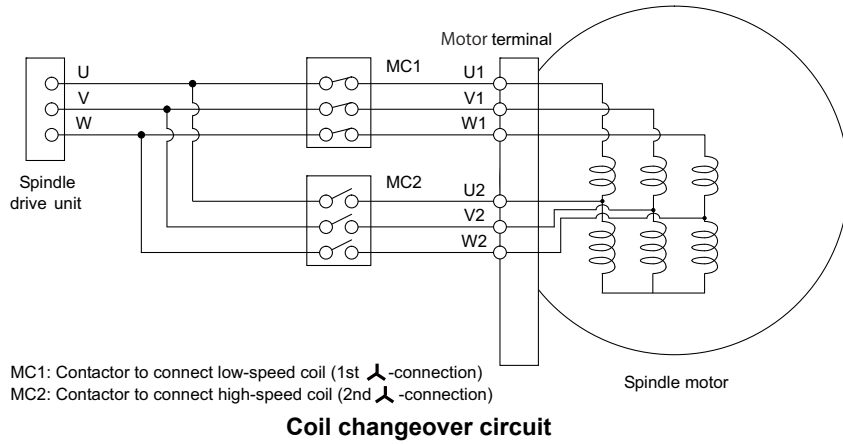 Motor terminal
U
MC1
U1
V
V1
W
W1
Spindle
drive unit
MC2
U2
V2
W2
MC1: Contactor to connect low-speed coil (1st -connection)
MC2: Contactor to connect high-speed coil (2nd -connection)
Spindle motor
Coil changeover circuit